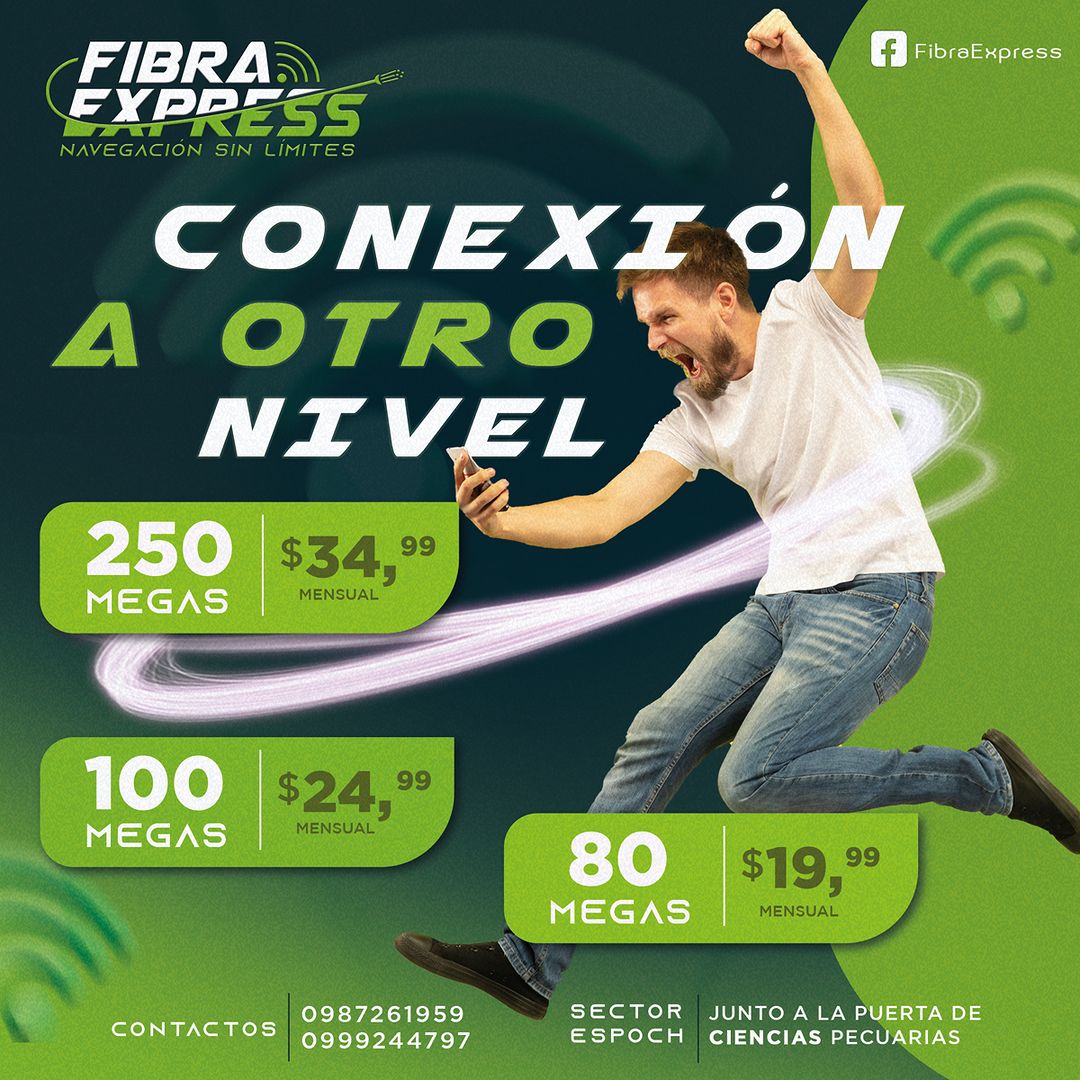 FIBRA
EXPRESS
NAVEGACIÓN SIN LÍMITES
FibraExpress
CONEXIÓN
A OTRO
NIVEL
250
MEGAS
$34,99
MENSUAL
100
MEGAS
$24,99
MENSUAL
80
MEGAS
$19,99
MENSUAL
CONTACTOS
0987261959
0999244797
SECTOR
ESPOCH
JUNTO A LA PUERTA DE
CIENCIAS PECUARIAS